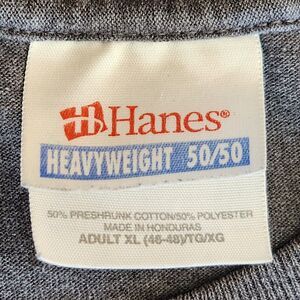 Hanes®
HEAVYWEIGHT 50/50
50% PRESHRUNK COTTON/50% POLYESTER
MADE IN HONDURAS
ADULT XL (46-48)/TG/XG